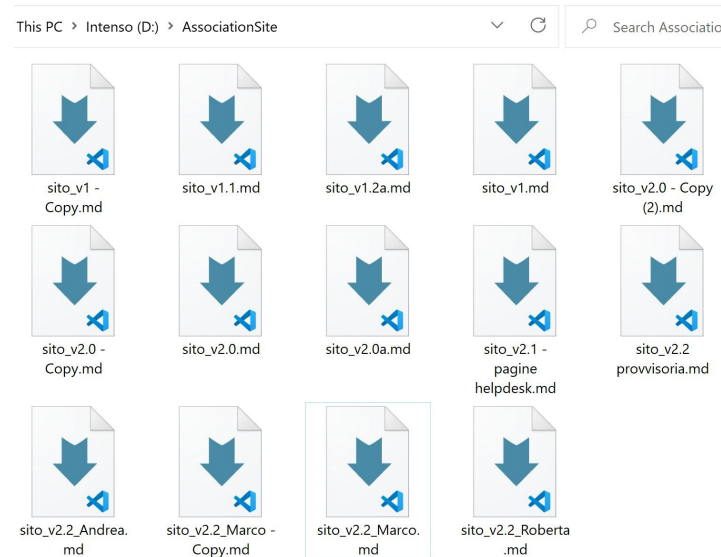 This PC > Intenso (D:) > AssociationSite
Search Associatio
sito_v1 -
Copy.md
sito_v1.1.md
sito_v1.2a.md
sito_v1.md
sito_v2.0 - Copy
(2).md
sito_v2.0 -
Copy.md
sito_v2.0.md
sito_v2.0a.md
sito_v2.1 -
pagine
helpdesk.md
sito_v2.2
provvisoria.md
sito_v2.2_Andrea.
md
sito_v2.2_Marco -
Copy.md
sito_v2.2_Marco.
md
sito_v2.2_Roberta
.md